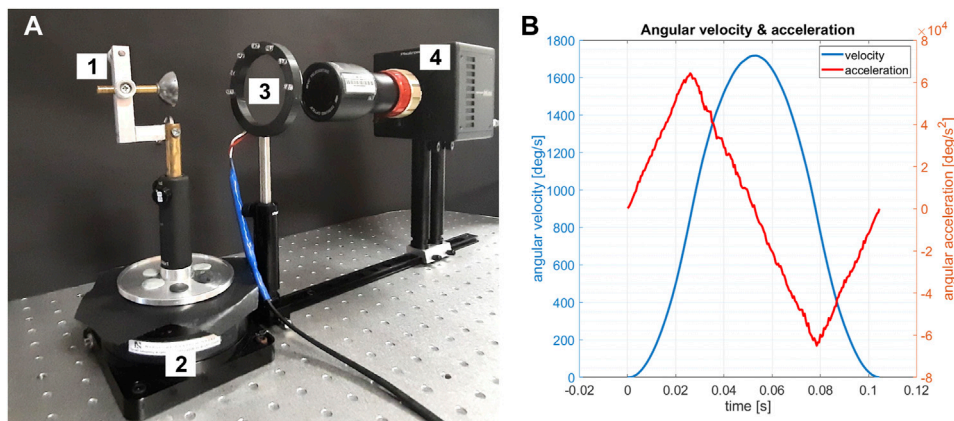 A
1
2
3
4
B
Angular velocity & acceleration
×10⁴
velocity
acceleration
angular velocity [deg/s]
1800
1600
1400
1200
1000
800
600
400
200
0
8
6
4
2
0
-2
-4
-6
-8
angular acceleration [deg/s²]
-0.02 0 0.02 0.04 0.06 0.08 0.1 0.12
time [s]